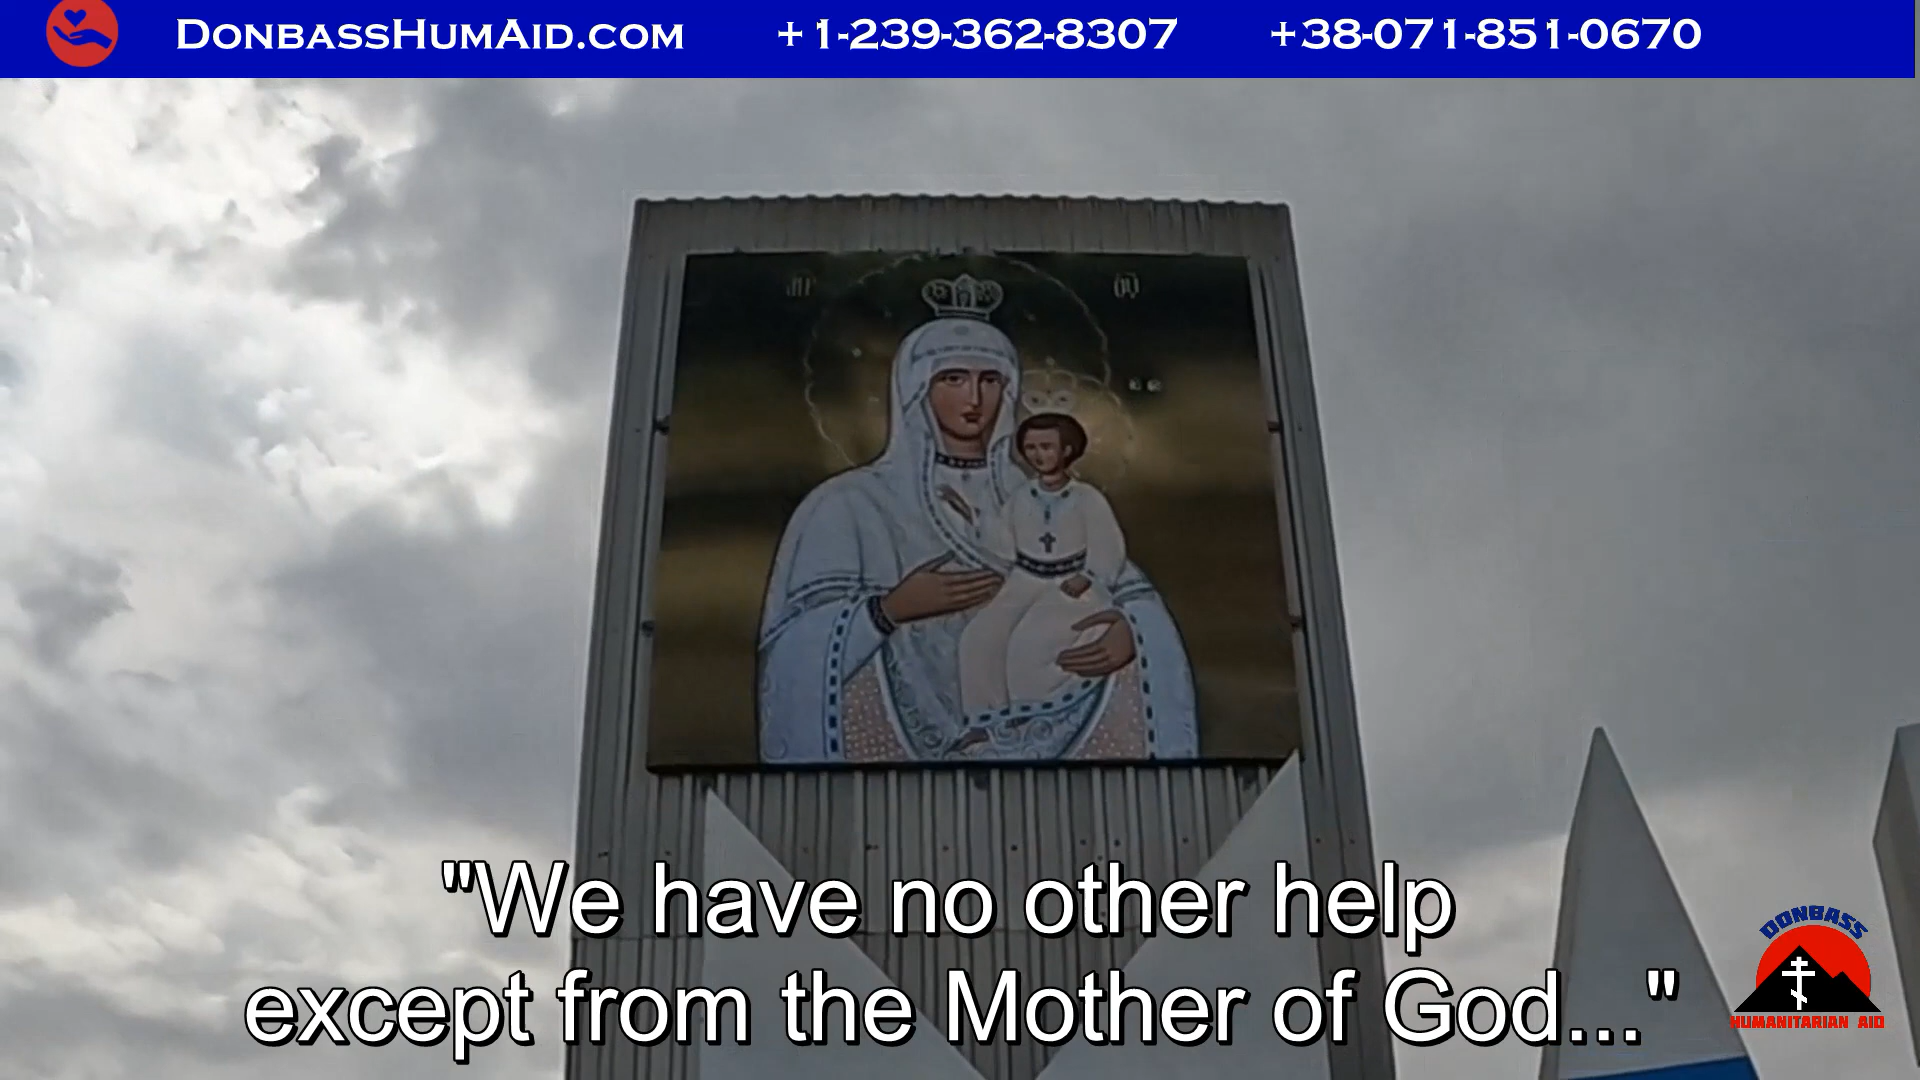 DONBASSHUMAID.COM +1-239-362-8307 +38-071-851-0670
"We have no other help
except from the Mother of God..."
DONBASS
HUMANITARIAN AID